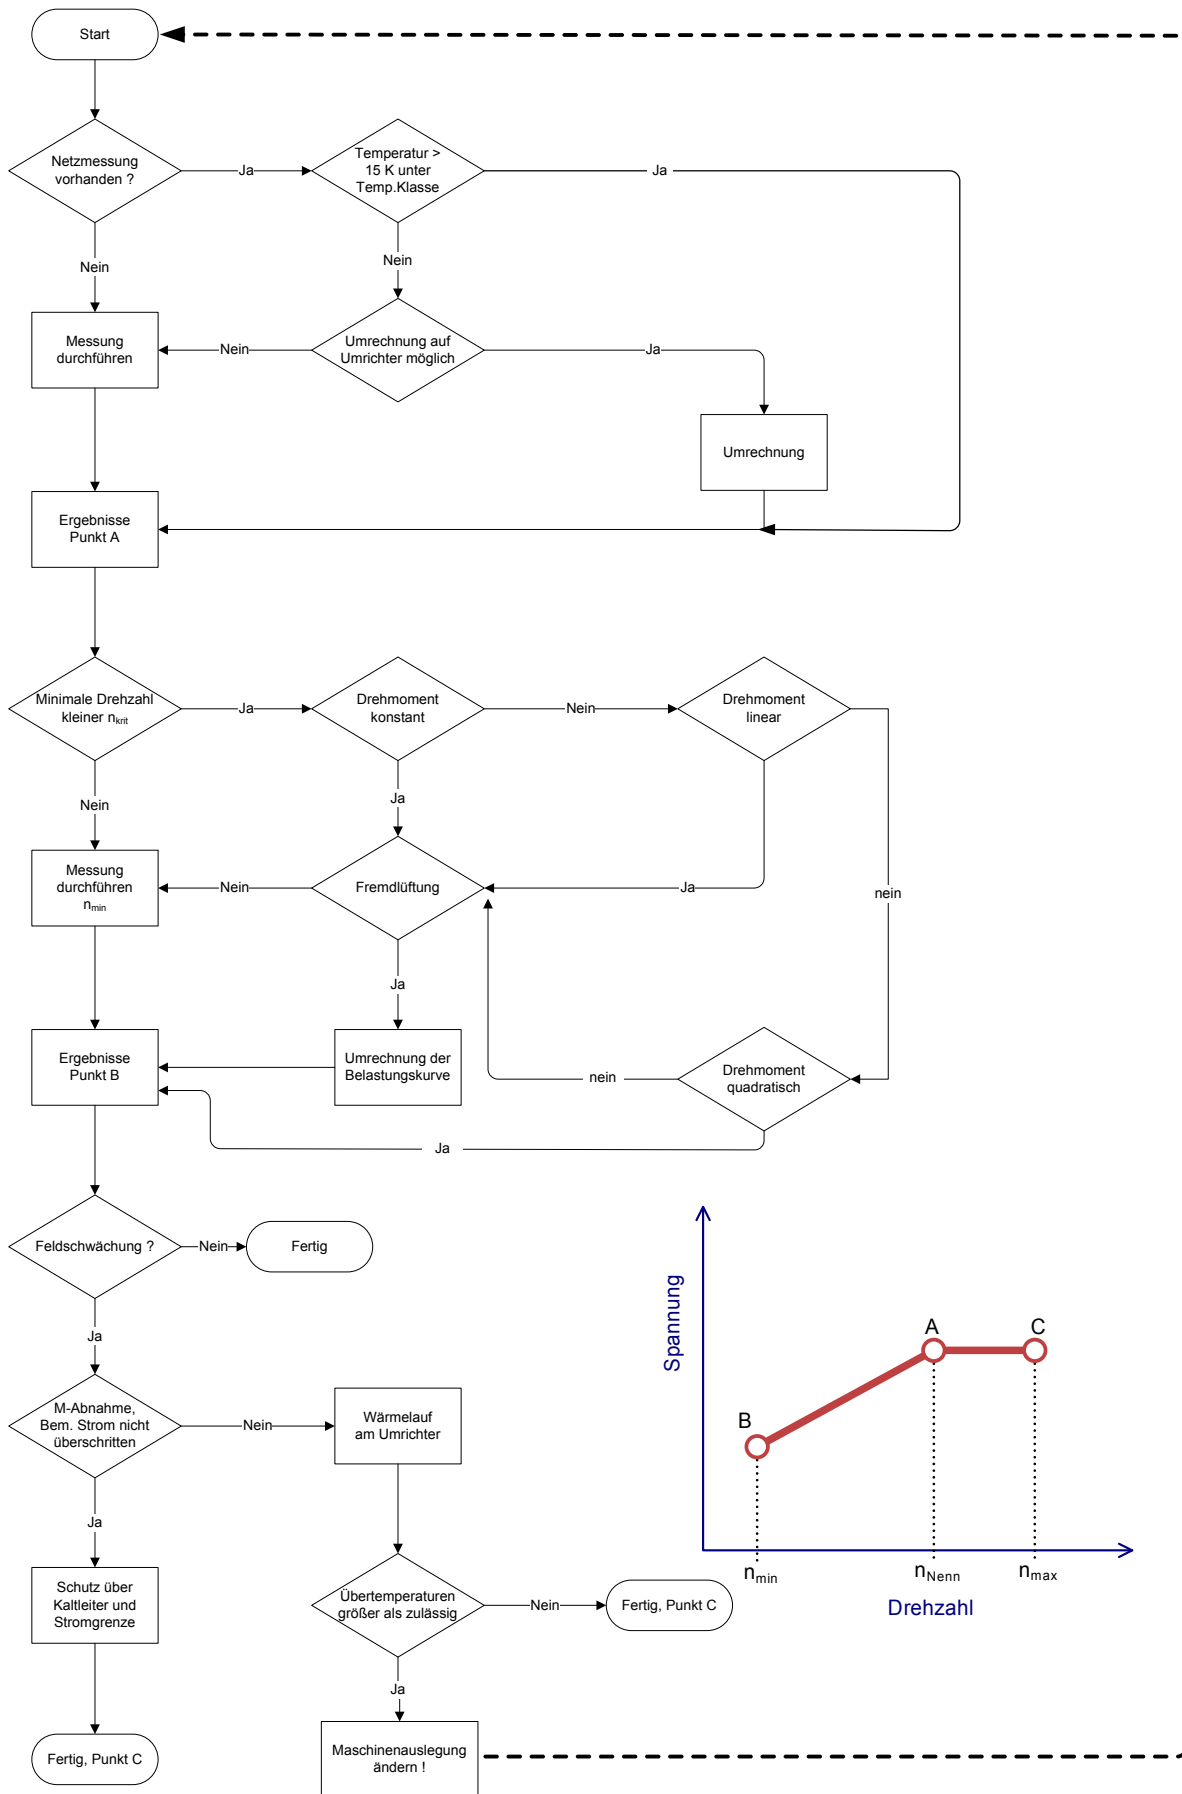 Start
Netzmessung
vorhanden ?
Ja
Temperatur >
15 K unter
Temp.Klasse
Ja
Nein
Nein
Messung
durchführen
Nein
Umrechnung auf
Umrichter möglich
Ja
Umrechnung
Ergebnisse
Punkt A
Minimale Drehzahl
kleiner nkrit
Ja
Drehmoment
konstant
Nein
Drehmoment
linear
Nein
Ja
Messung
durchführen
nmin
Nein
Fremdlüftung
Ja
nein
Ja
Ergebnisse
Punkt B
Umrechnung der
Belastungskurve
nein
Drehmoment
quadratisch
Ja
Feldschwächung ?
Nein
Fertig
Ja
M-Abnahme,
Bem. Strom nicht
überschritten
Nein
Wärmelauf
am Umrichter
Ja
Schutz über
Kaltleiter und
Stromgrenze
Übertemperaturen
größer als zulässig
Nein
Fertig, Punkt C
Ja
Fertig, Punkt C
Maschinenauslegung
ändern !
Spannung
A
C
B
nmin
nNenn
nmax
Drehzahl